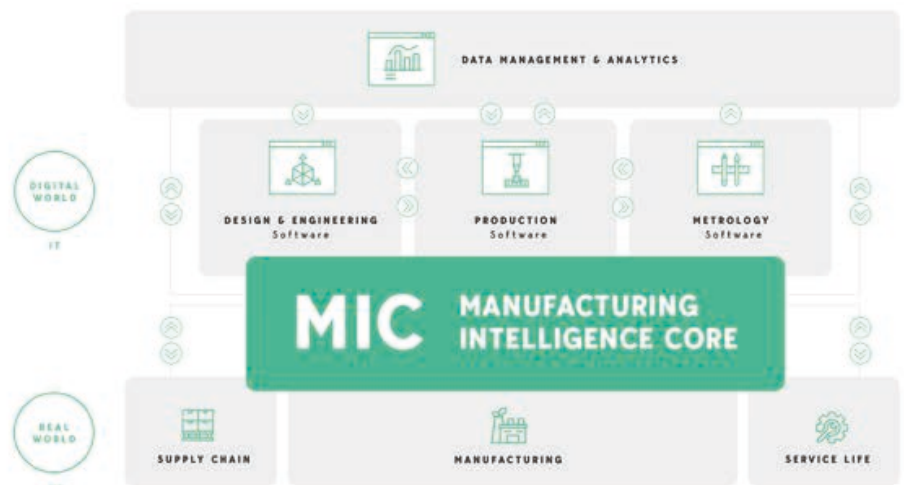 DATA MANAGEMENT & ANALYTICS
DIGITAL
WORLD
IT
DESIGN & ENGINEERING
Software
PRODUCTION
Software
METROLOGY
Software
MIC
MANUFACTURING
INTELLIGENCE CORE
REAL
WORLD
SUPPLY CHAIN
MANUFACTURING
SERVICE LIFE